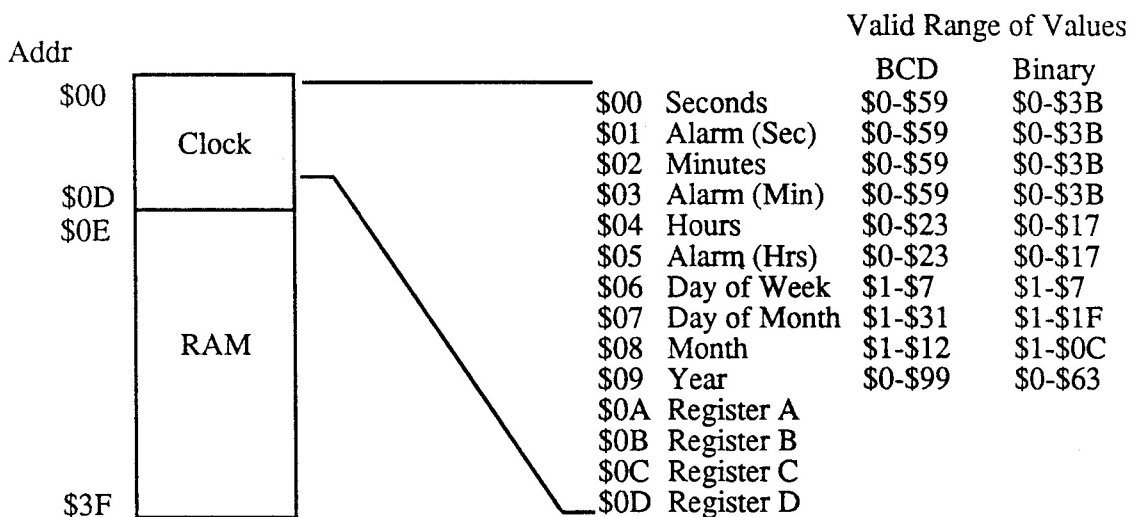 Valid Range of Values
Addr
BCD Binary
$00
$00 Seconds $0-$59 $0-$3B
$01 Alarm (Sec) $0-$59 $0-$3B
Clock
$02 Minutes $0-$59 $0-$3B
$03 Alarm (Min) $0-$59 $0-$3B
$0D
$0E
$04 Hours $0-$23 $0-$17
$05 Alarm (Hrs) $0-$23 $0-$17
$06 Day of Week $1-$7 $1-$7
$07 Day of Month $1-$31 $1-$1F
RAM
$08 Month $1-$12 $1-$0C
$09 Year $0-$99 $0-$63
$0A Register A
$0B Register B
$0C Register C
$0D Register D
$3F